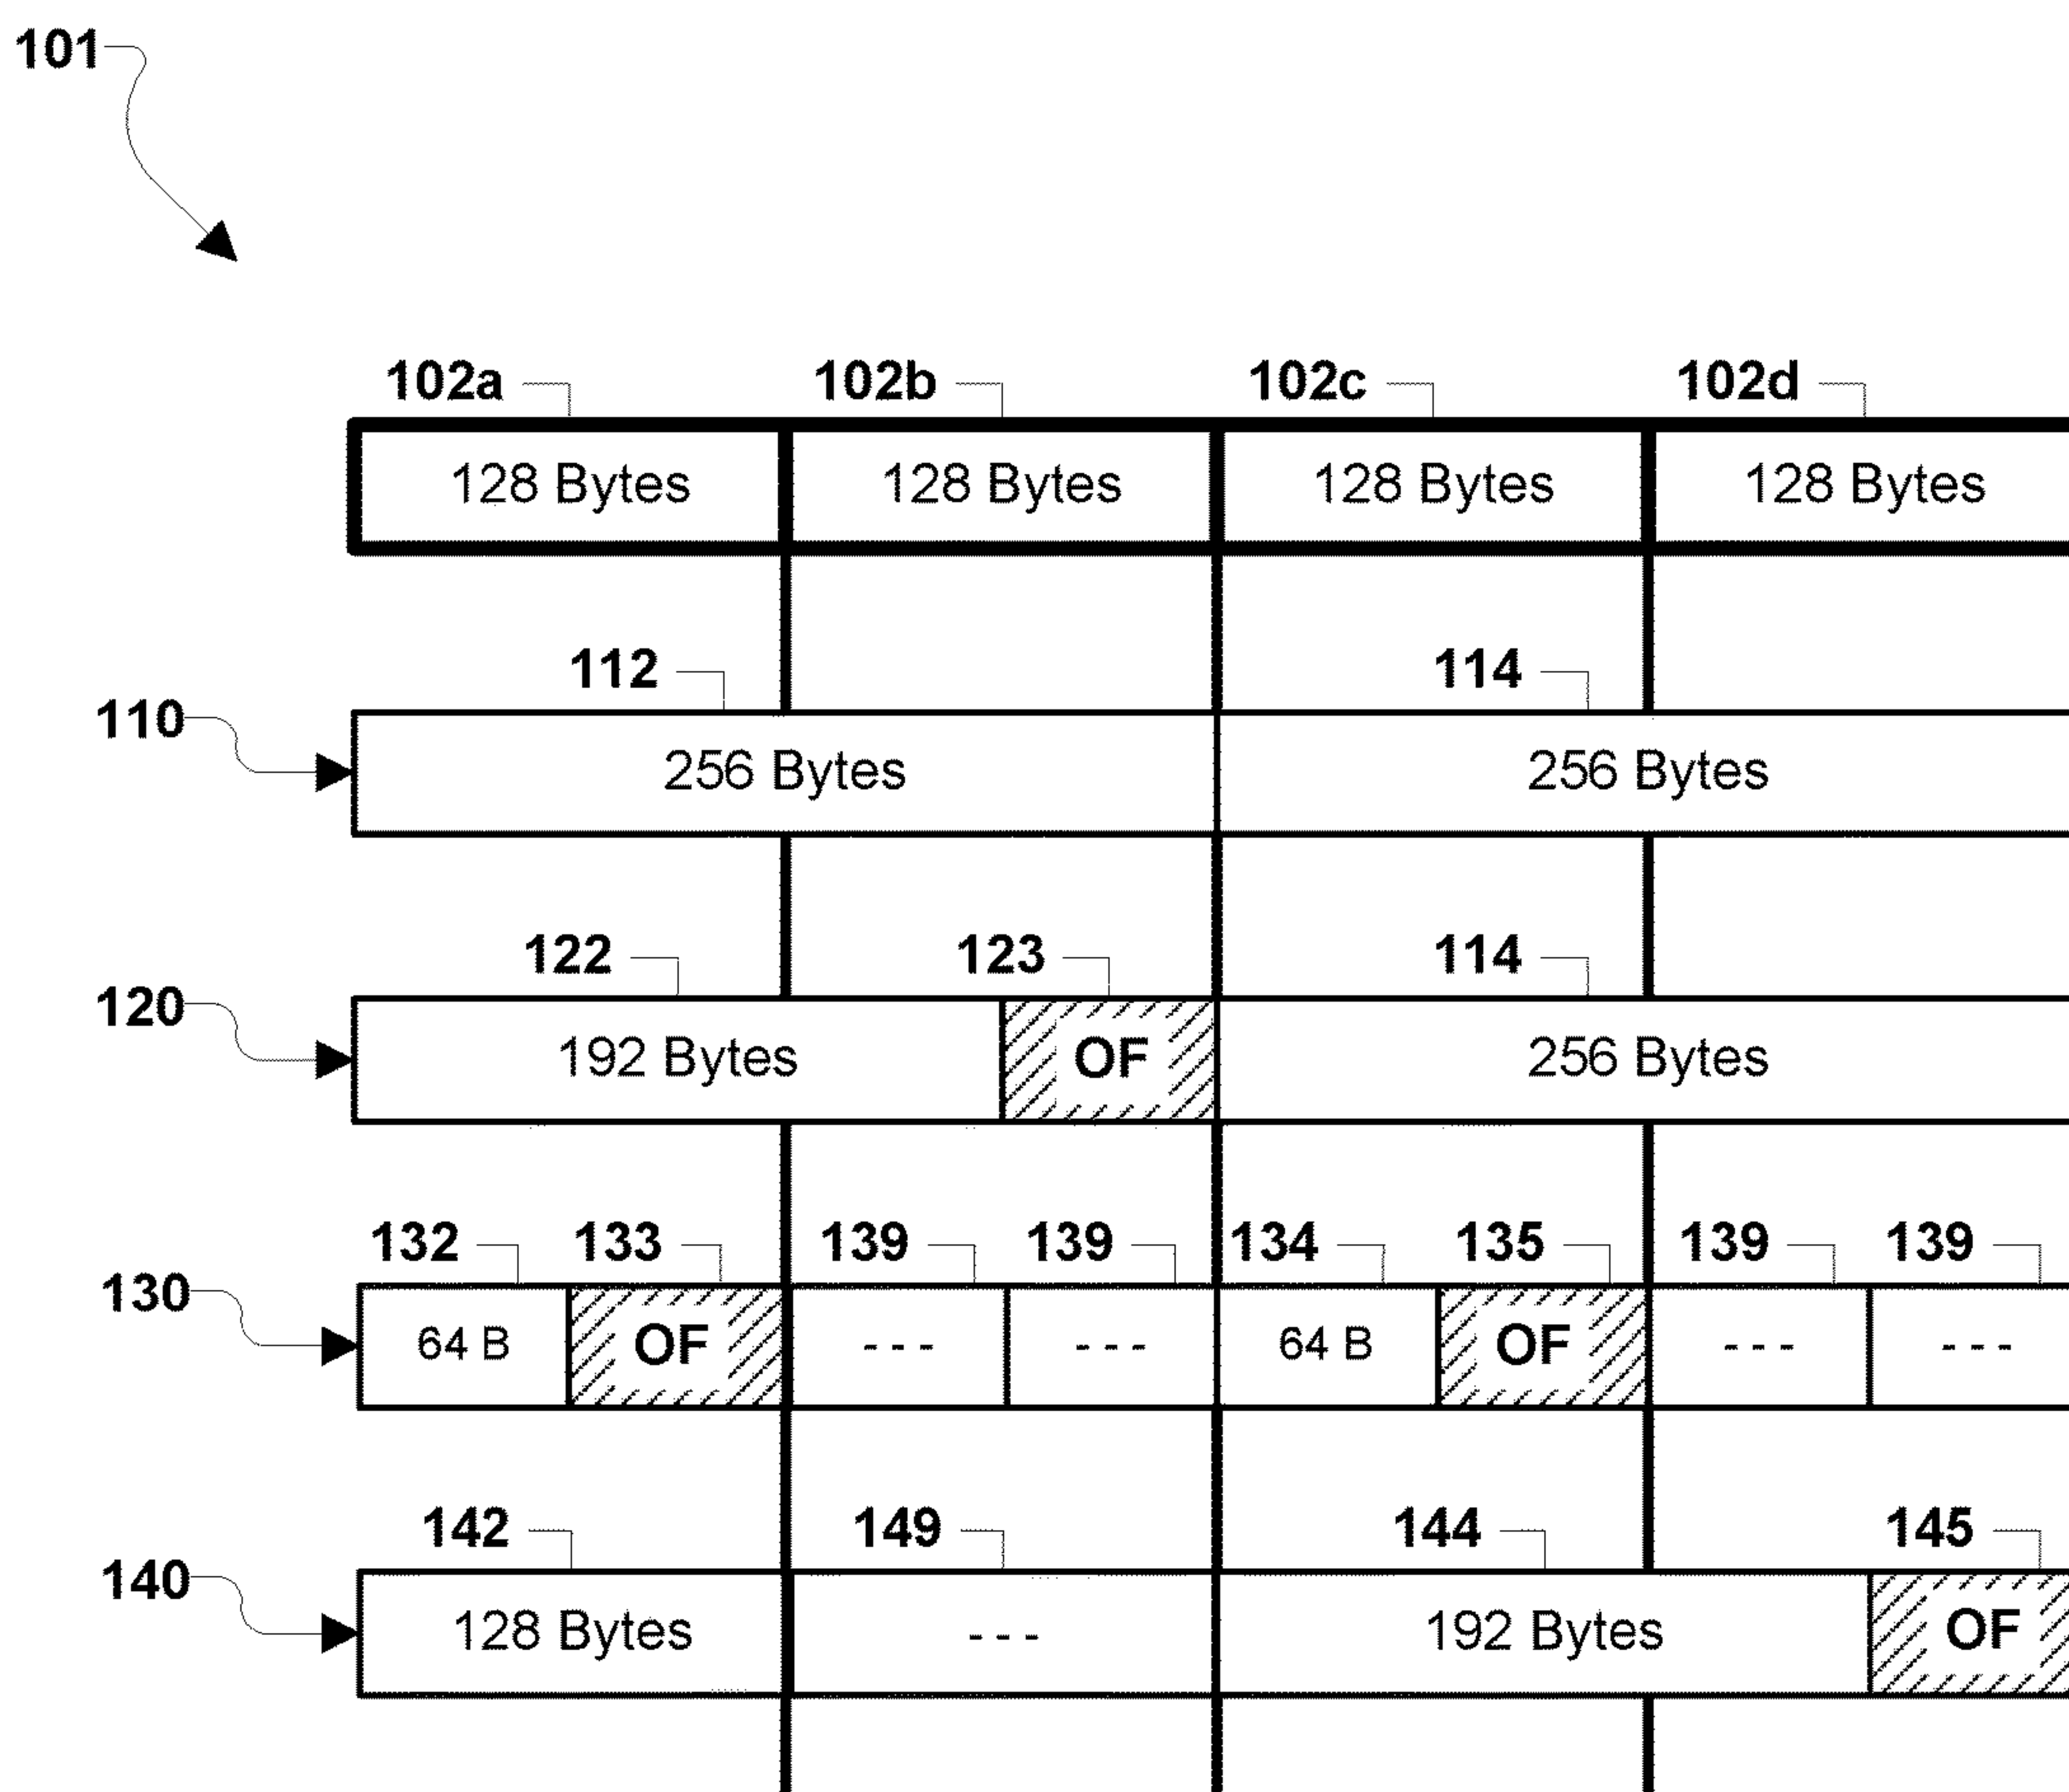 101
102a 102b 102c 102d
128 Bytes 128 Bytes 128 Bytes 128 Bytes
112 114
110
256 Bytes 256 Bytes
122 123 114
120
192 Bytes OF 256 Bytes
132 133 139 139 134 135 139 139
130
64 B OF --- --- 64 B OF --- ---
142 149 144 145
140
128 Bytes --- 192 Bytes OF